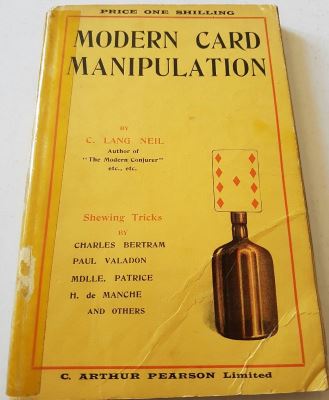 PRICE ONE SHILLING
MODERN CARD
MANIPULATION
BY
C. LANG NEIL
Author of
"The Modern Conjurer"
etc., etc.
Shewing Tricks
BY
CHARLES BERTRAM
PAUL VALADON
MDLLE. PATRICE
H. de MANCHE
AND OTHERS
C. ARTHUR PEARSON Limited